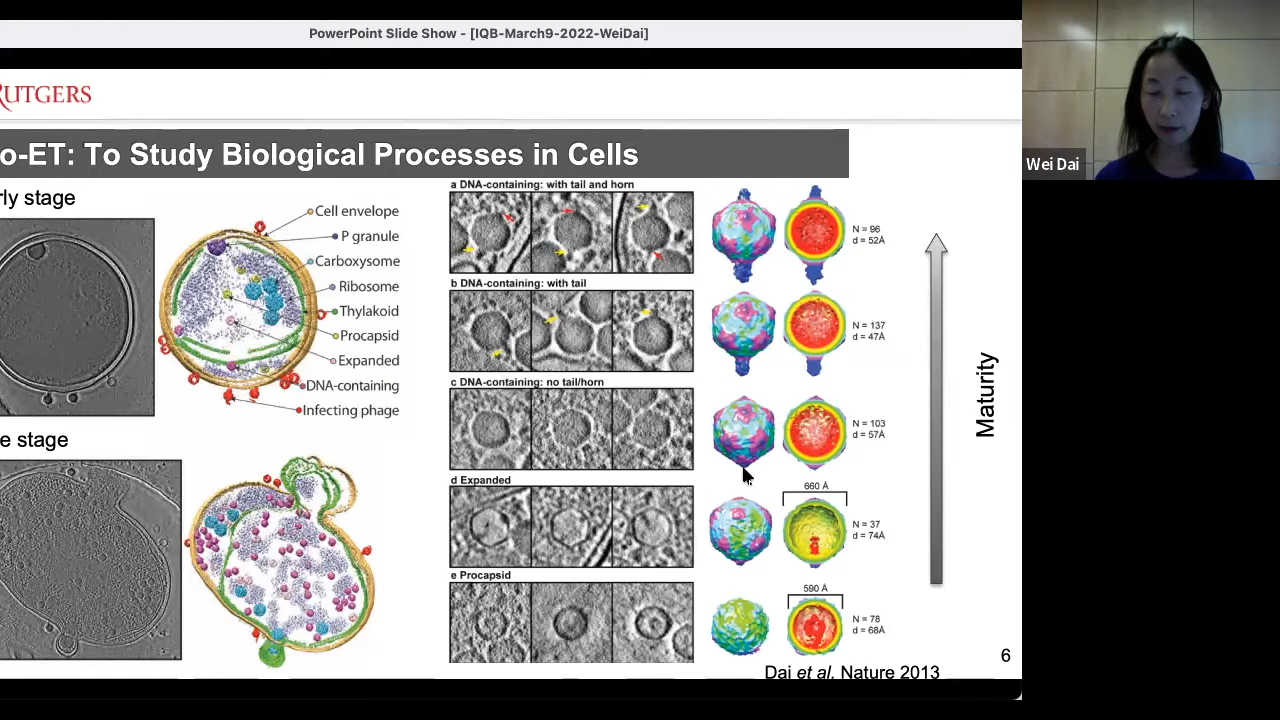 PowerPoint Slide Show - [IQB-March9-2022-WeiDai]
RUTGERS
o-ET: To Study Biological Processes in Cells
rly stage
Cell envelope
P granule
Carboxysome
Ribosome
Thylakoid
Procapsid
Expanded
DNA-containing
Infecting phage
e stage
a DNA-containing: with tail and horn
N = 96
d = 52Å
b DNA-containing: with tail
N = 137
d = 47Å
c DNA-containing: no tail/horn
N = 103
d = 57Å
d Expanded
660 Å
N = 37
d = 74Å
e Procapsid
590 Å
N = 78
d = 68Å
Maturity
Dai et al. Nature 2013
6
Wei Dai